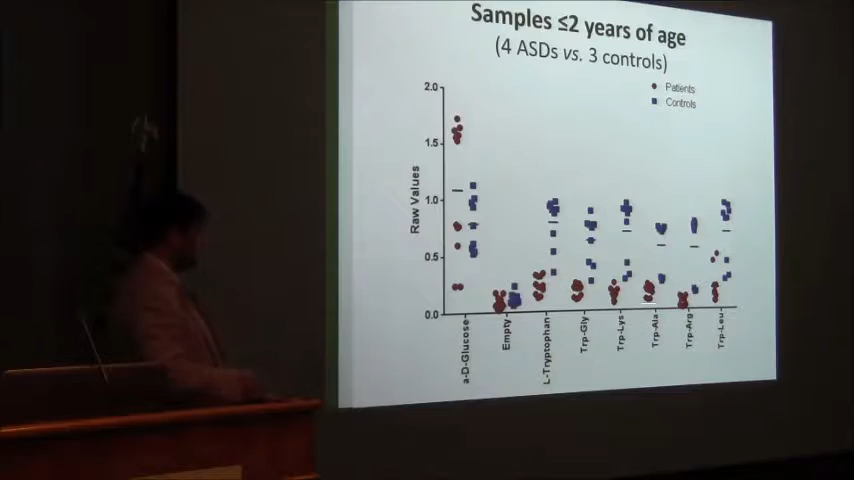 Samples ≤2 years of age
(4 ASDs vs. 3 controls)
Patients
Controls
2.0
1.5
1.0
0.5
0.0
Raw Values
a-D-Glucose
Empty
L-Tryptophan
Trp-Gly
Trp-Lys
Trp-Ala
Trp-Arg
Trp-Leu